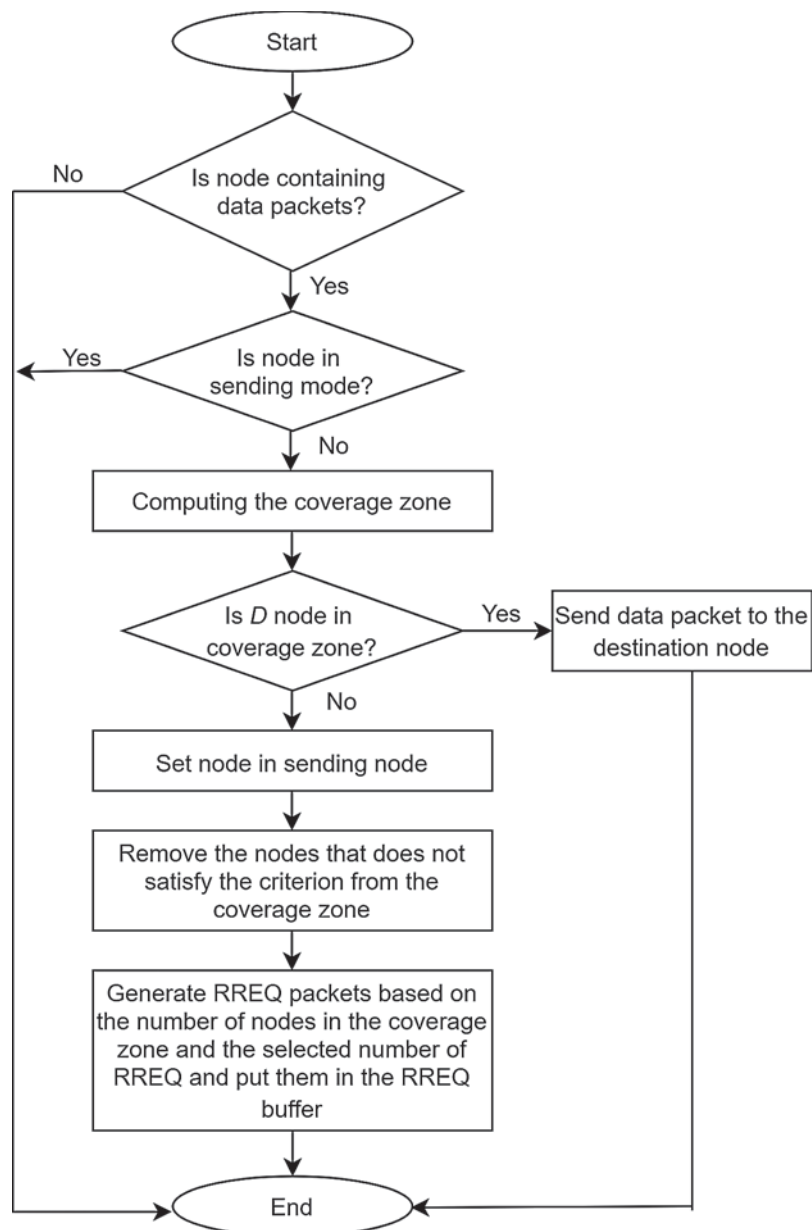 Start
No
Is node containing
data packets?
Yes
Yes
Is node in
sending mode?
No
Computing the coverage zone
Is D node in
coverage zone?
Yes
Send data packet to the
destination node
No
Set node in sending node
Remove the nodes that does not
satisfy the criterion from the
coverage zone
Generate RREQ packets based on
the number of nodes in the coverage
zone and the selected number of
RREQ and put them in the RREQ
buffer
End